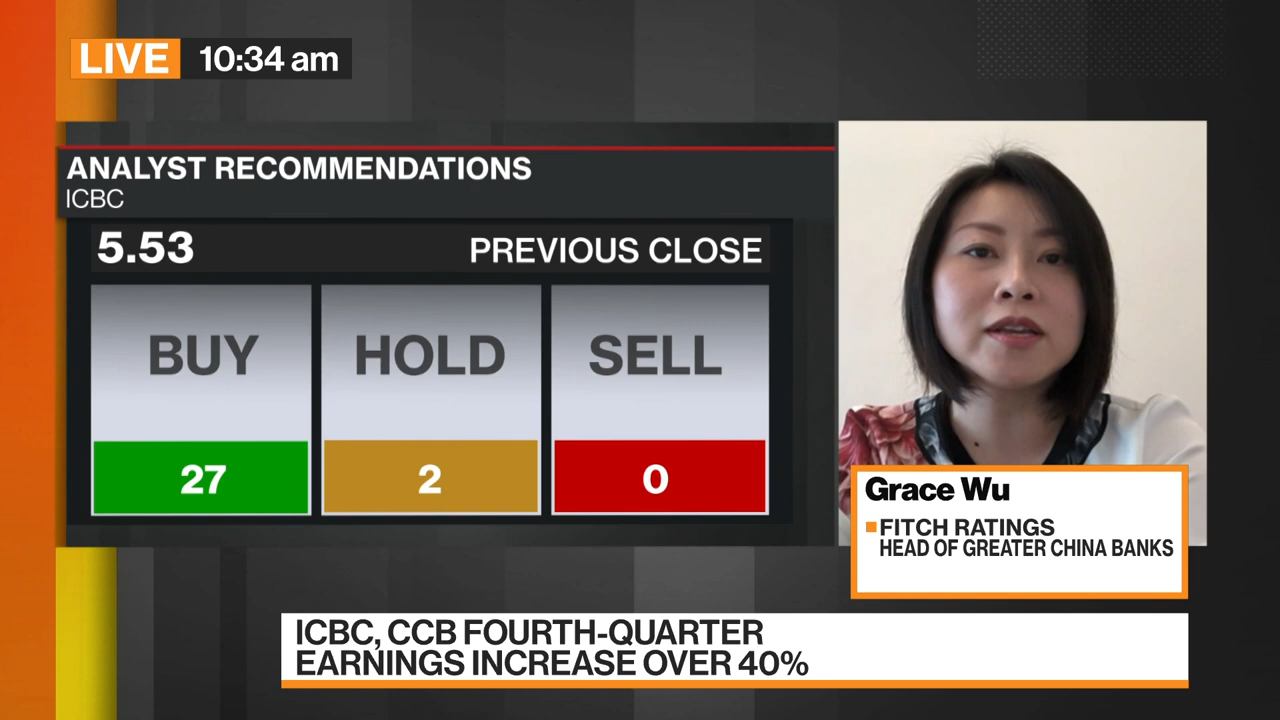 LIVE 10:34 am
ANALYST RECOMMENDATIONS
ICBC
5.53 PREVIOUS CLOSE
BUY HOLD SELL
27 2 0
Grace Wu
FITCH RATINGS
HEAD OF GREATER CHINA BANKS
ICBC, CCB FOURTH-QUARTER
EARNINGS INCREASE OVER 40%